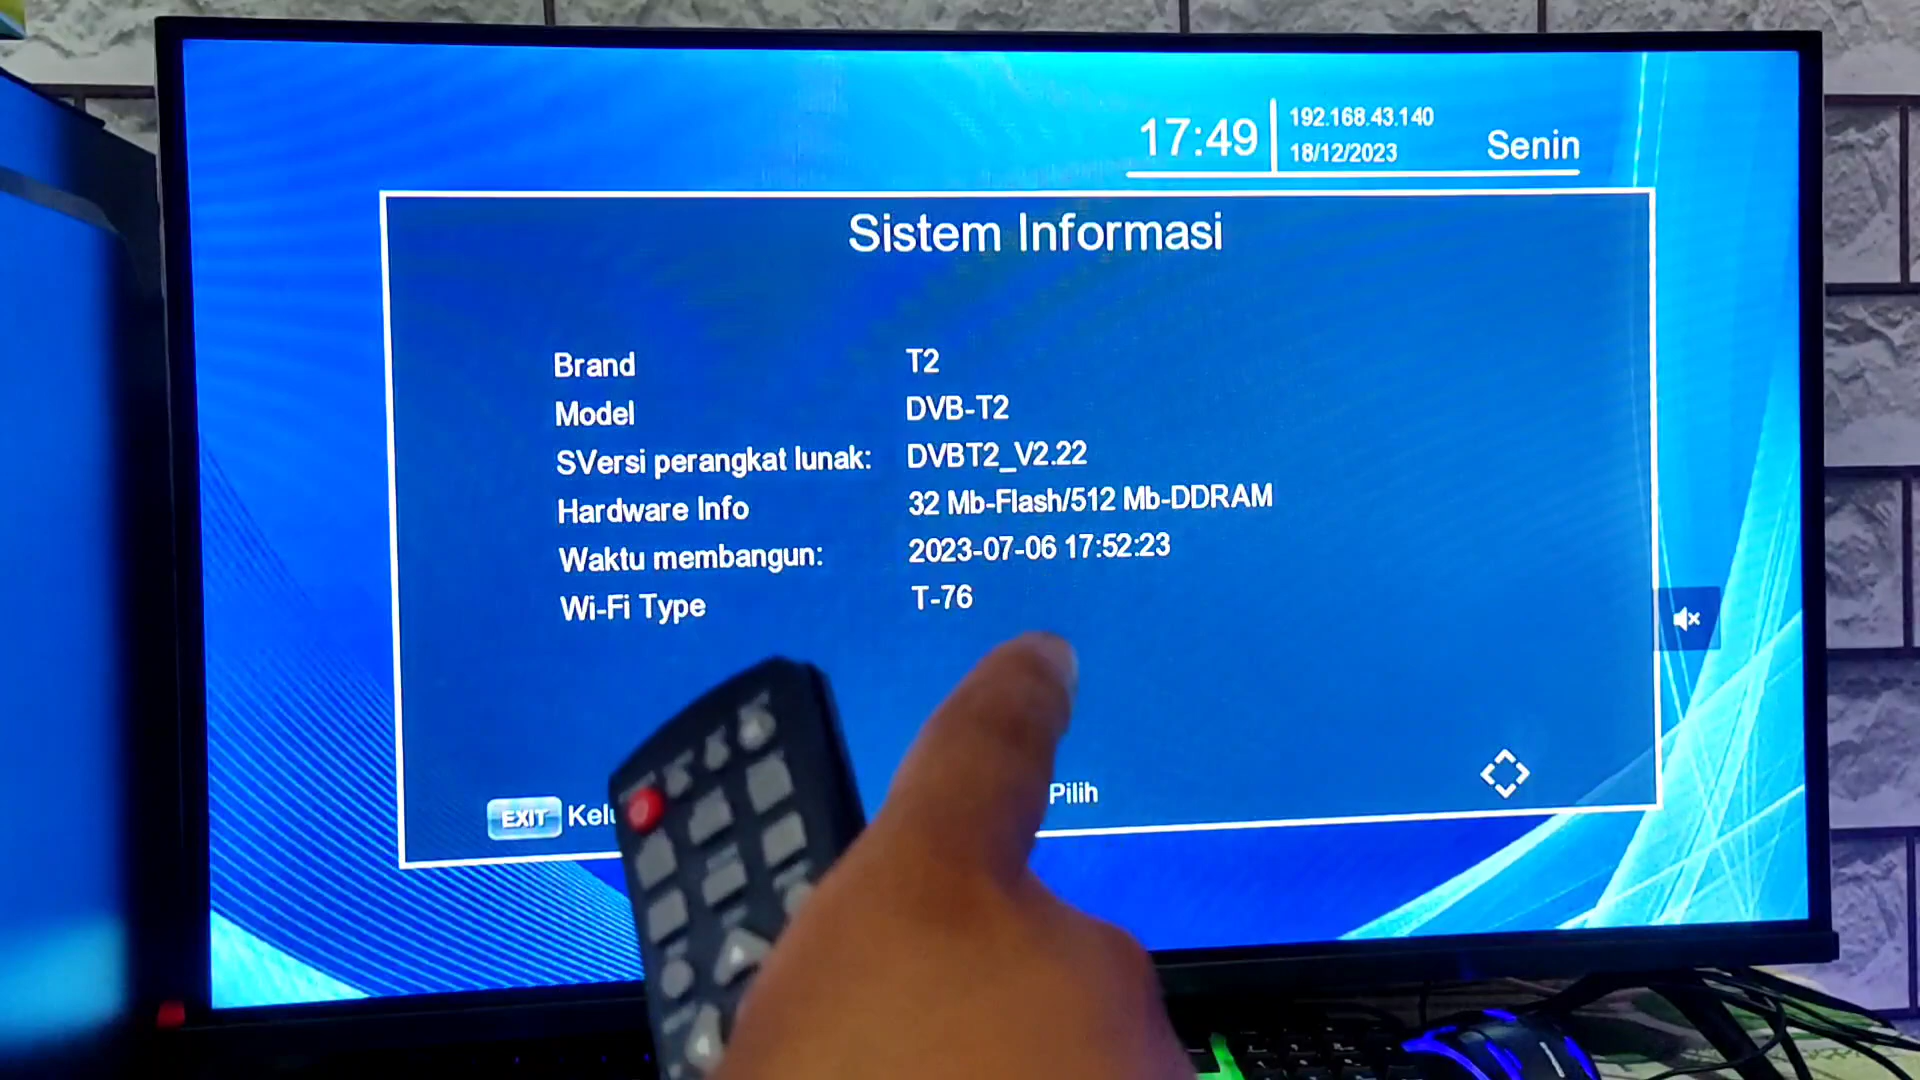 17:49
192.168.43.140
18/12/2023
Senin
Sistem Informasi
Brand T2
Model DVB-T2
SVersi perangkat lunak: DVBT2_V2.22
Hardware Info 32 Mb-Flash/512 Mb-DDRAM
Waktu membangun: 2023-07-06 17:52:23
Wi-Fi Type T-76
EXIT Pilih